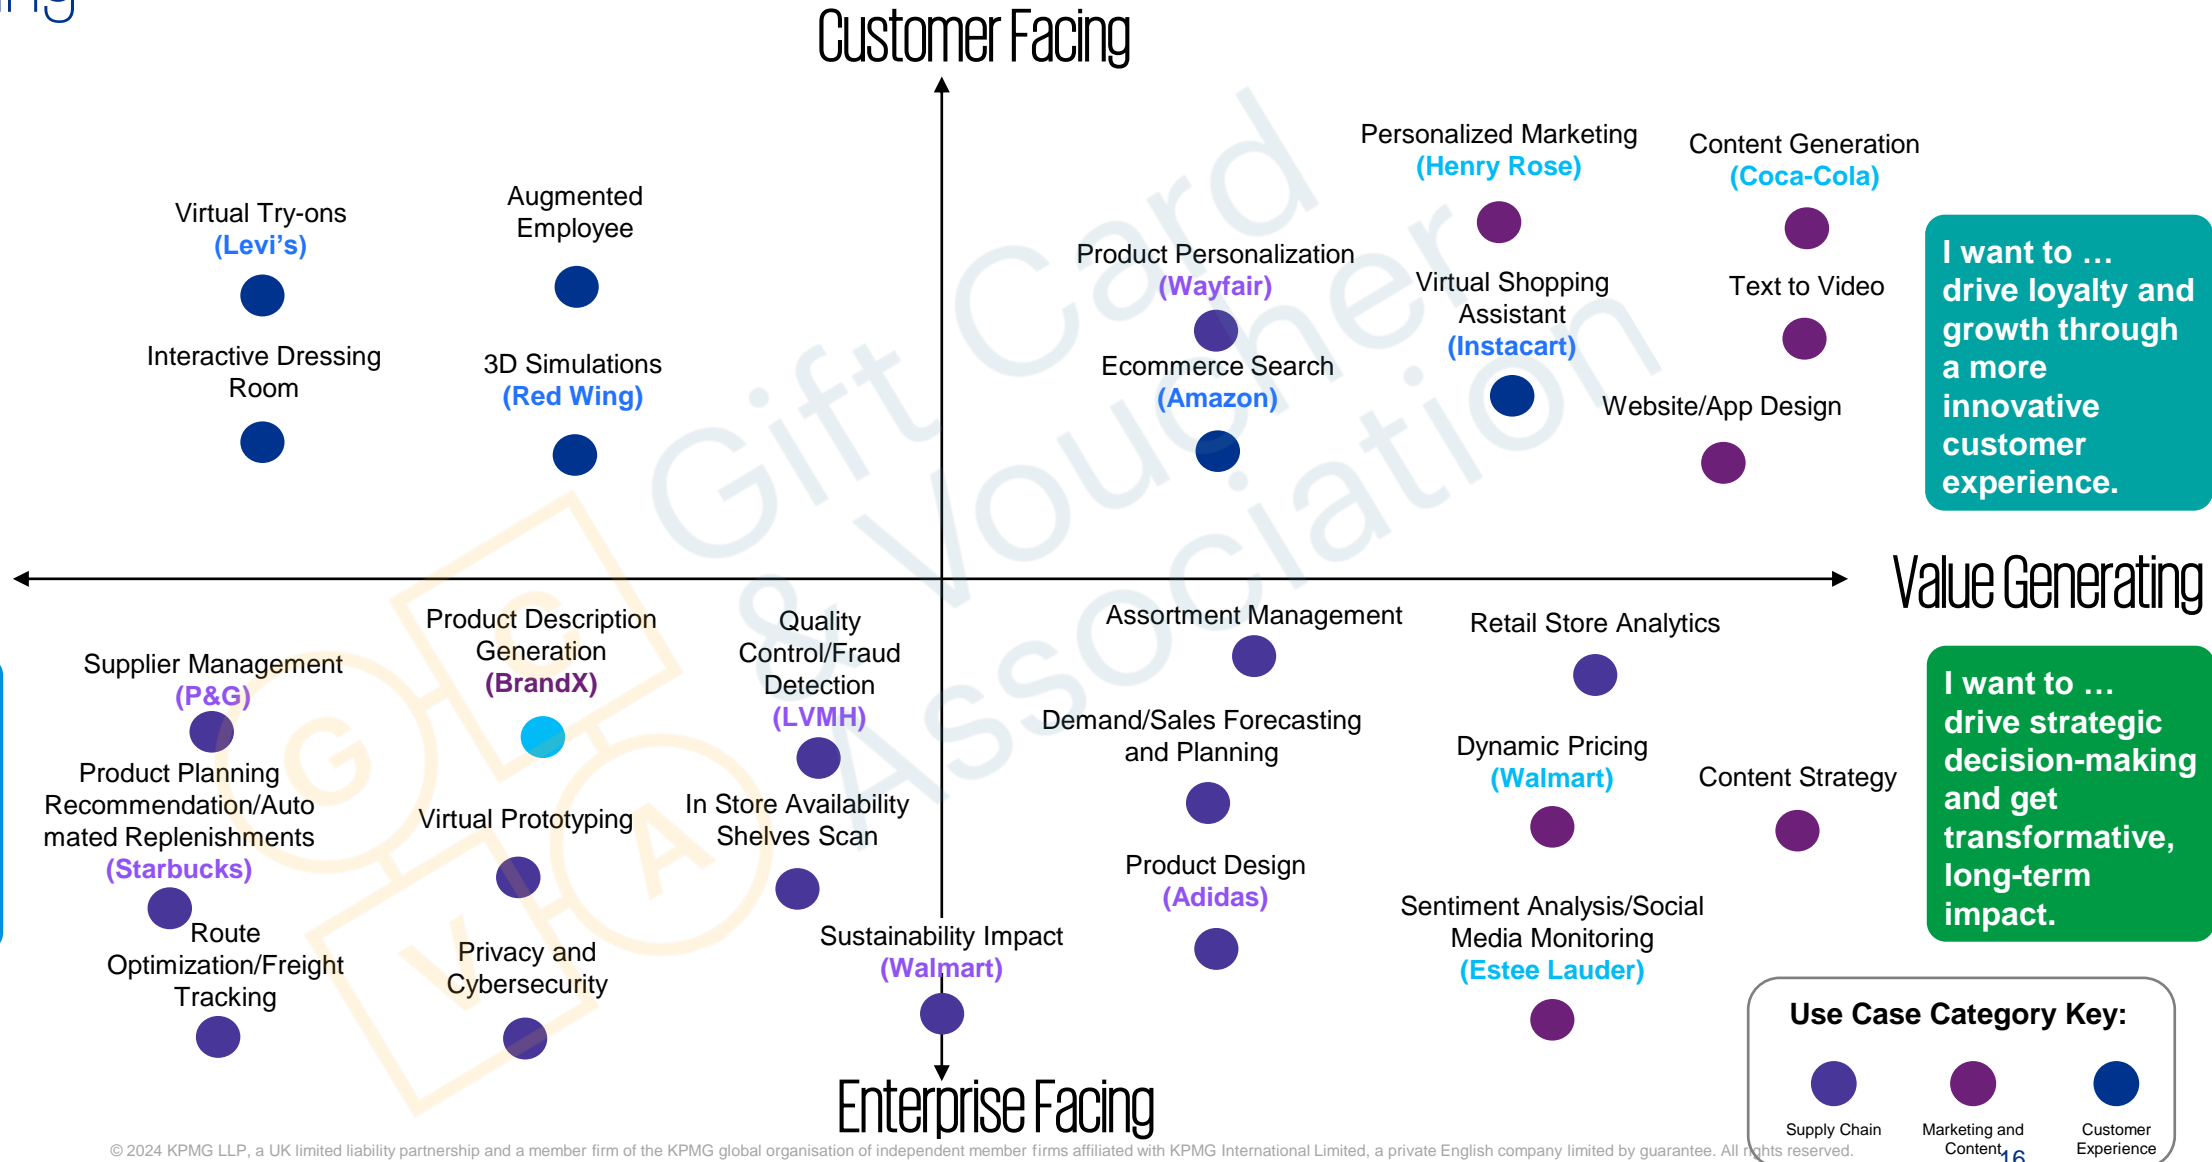 Customer Facing
Personalized Marketing
(Henry Rose)
Content Generation
(Coca-Cola)
Virtual Try-ons
(Levi's)
Augmented
Employee
Product Personalization
(Wayfair)
Virtual Shopping
Assistant
(Instacart)
Text to Video
I want to …
drive loyalty and
growth through
a more
innovative
customer
experience.
Interactive Dressing
Room
3D Simulations
(Red Wing)
Ecommerce Search
(Amazon)
Website/App Design
Gift Card
& Voucher
Association
Value Generating
Supplier Management
(P&G)
Product Description
Generation
(BrandX)
Quality
Control/Fraud
Detection
(LVMH)
Assortment Management
Retail Store Analytics
I want to …
drive strategic
decision-making
and get
transformative,
long-term
impact.
Product Planning
Recommendation/Auto
mated Replenishments
(Starbucks)
Virtual Prototyping
In Store Availability
Shelves Scan
Demand/Sales Forecasting
and Planning
Dynamic Pricing
(Walmart)
Content Strategy
Product Design
(Adidas)
Route
Optimization/Freight
Tracking
Privacy and
Cybersecurity
Sustainability Impact
(Walmart)
Sentiment Analysis/Social
Media Monitoring
(Estee Lauder)
G
C
V
A
Enterprise Facing
Use Case Category Key:
Supply Chain
Marketing and
Content
Customer
Experience
© 2024 KPMG LLP, a UK limited liability partnership and a member firm of the KPMG global organisation of independent member firms affiliated with KPMG International Limited, a private English company limited by guarantee. All rights reserved.
16